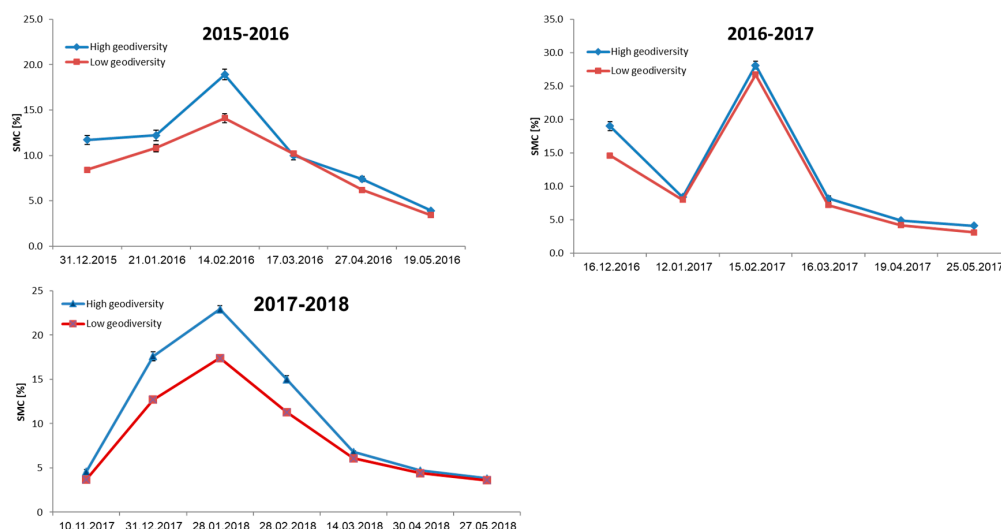 2015-2016
25.0
20.0
15.0
10.0
5.0
0.0
SMC [%]
High geodiversity
Low geodiversity
31.12.2015 21.01.2016 14.02.2016 17.03.2016 27.04.2016 19.05.2016
2016-2017
35.0
30.0
25.0
20.0
15.0
10.0
5.0
0.0
SMC [%]
High geodiversity
Low geodiversity
16.12.2016 12.01.2017 15.02.2017 16.03.2017 19.04.2017 25.05.2017
2017-2018
25
20
15
10
5
0
SMC [%]
High geodiversity
Low geodiversity
10.11.2017 31.12.2017 28.01.2018 28.02.2018 14.03.2018 30.04.2018 27.05.2018